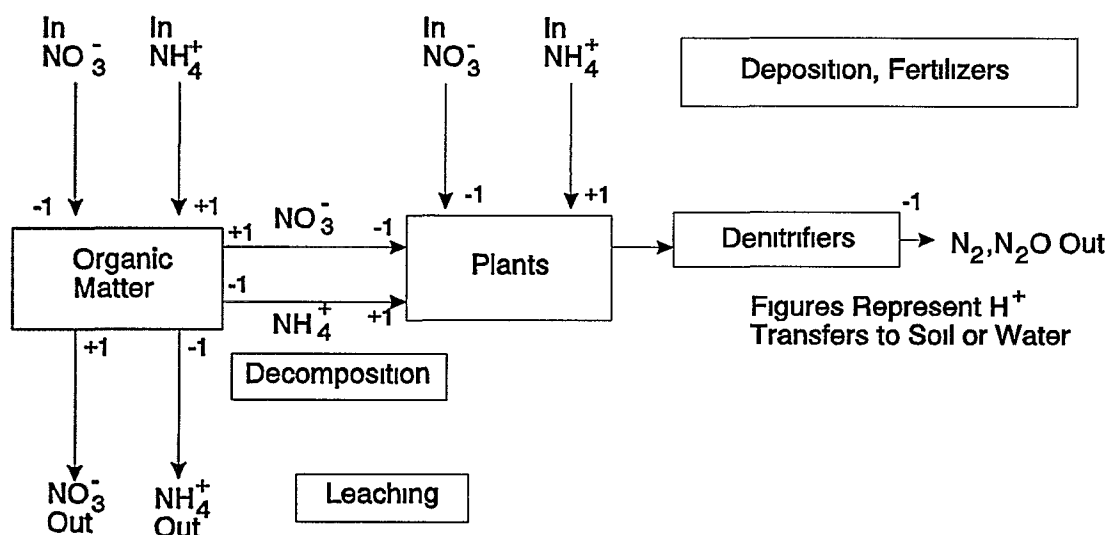 In
NO3-
In
NH4+
In
NO3-
In
NH4+
Deposition, Fertilizers
-1
+1
-1
+1
+1
NO3-
-1
-1
NH4+
+1
Organic
Matter
Plants
Denitrifiers
-1
N2,N2O Out
Figures Represent H+
Transfers to Soil or Water
+1
-1
Decomposition
NO3-
Out
NH4+
Out
Leaching